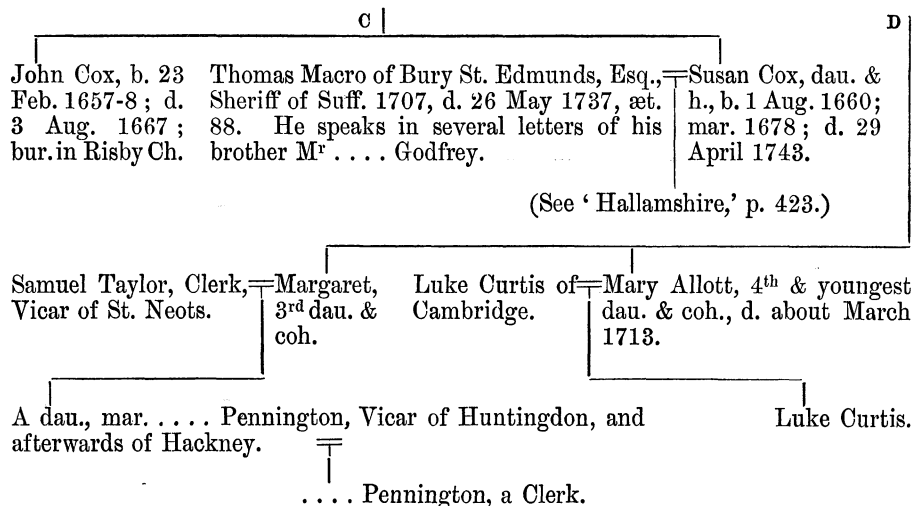 C
D
John Cox, b. 23
Feb. 1657-8 ; d.
3 Aug. 1667 ;
bur. in Risby Ch.
Thomas Macro of Bury St. Edmunds, Esq.,
Sheriff of Suff. 1707, d. 26 May 1737, æt.
88. He speaks in several letters of his
brother Mʳ . . . . Godfrey.
Susan Cox, dau. &
h., b. 1 Aug. 1660;
mar. 1678 ; d. 29
April 1743.
(See ‘ Hallamshire,’ p. 423.)
Samuel Taylor, Clerk,
Vicar of St. Neots.
Margaret,
3ʳᵈ dau. &
coh.
Luke Curtis of
Cambridge.
Mary Allott, 4ᵗʰ & youngest
dau. & coh., d. about March
1713.
A dau., mar. . . . . . Pennington, Vicar of Huntingdon, and
afterwards of Hackney.
Luke Curtis.
. . . . Pennington, a Clerk.